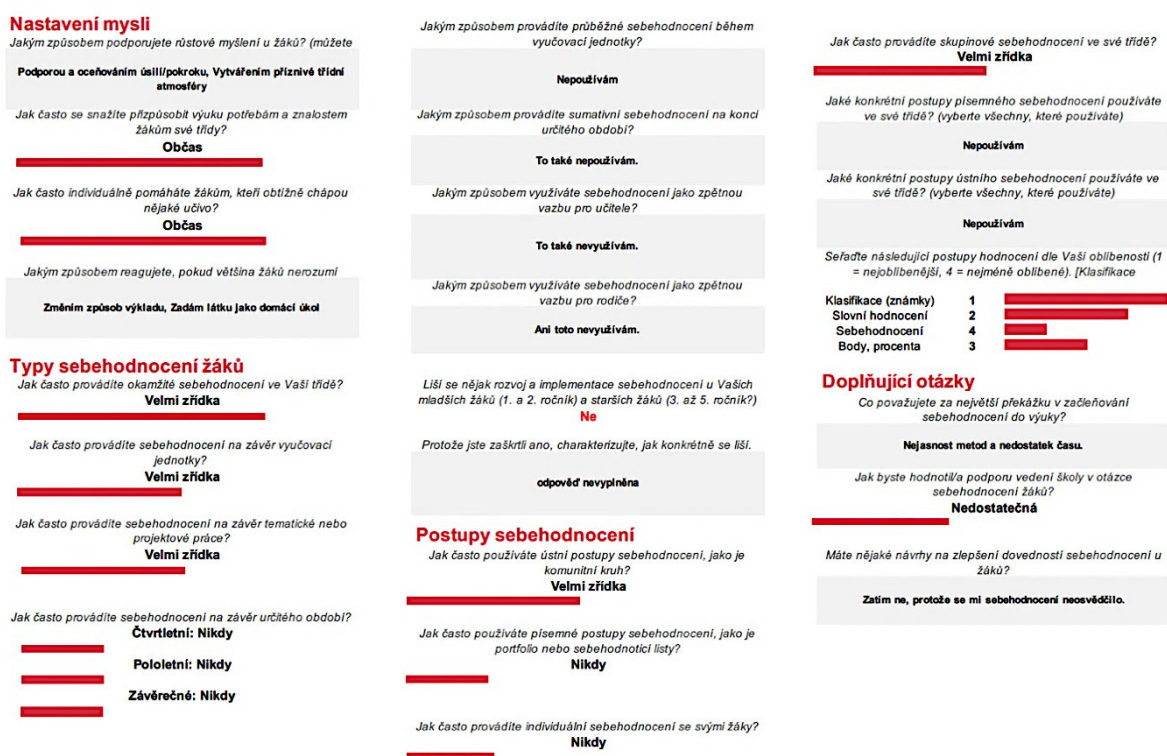 Nastavení mysli
Jakým způsobem podporujete růstové myšlení u žáků? (můžete
Podporou a oceňováním úsilí/pokroku, Vytvářením příznivé třídní
atmosféry
Jak často se snažíte přizpůsobit výuku potřebám a znalostem
žákům své třídy?
Občas
Jak často individuálně pomáháte žákům, kteří obtížně chápou
nějaké učivo?
Občas
Jakým způsobem reagujete, pokud většina žáků nerozumí
Změním způsob výkladu, Zadám látku jako domácí úkol
Typy sebehodnocení žáků
Jak často provádíte okamžité sebehodnocení ve Vaší třídě?
Velmi zřídka
Jak často provádíte sebehodnocení na závěr vyučovací
jednotky?
Velmi zřídka
Jak často provádíte sebehodnocení na závěr tematické nebo
projektové práce?
Velmi zřídka
Jak často provádíte sebehodnocení na závěr určitého období?
Čtvrtletní: Nikdy
Pololetní: Nikdy
Závěrečné: Nikdy
Jakým způsobem provádíte průběžné sebehodnocení během
vyučovací jednotky?
Nepoužívám
Jakým způsobem provádíte sumativní sebehodnocení na konci
určitého období?
To také nepoužívám.
Jakým způsobem využíváte sebehodnocení jako zpětnou
vazbu pro učitele?
To také nevyužívám.
Jakým způsobem využíváte sebehodnocení jako zpětnou
vazbu pro rodiče?
Ani toto nevyužívám.
Liší se nějak rozvoj a implementace sebehodnocení u Vašich
mladších žáků (1. a 2. ročník) a starších žáků (3. až 5. ročník?)
Ne
Protože jste zaškrtli ano, charakterizujte, jak konkrétně se liší.
odpověď nevyplněna
Postupy sebehodnocení
Jak často používáte ústní postupy sebehodnocení, jako je
komunitní kruh?
Velmi zřídka
Jak často používáte písemné postupy sebehodnocení, jako je
portfolio nebo sebehodnotící listy?
Nikdy
Jak často provádíte individuální sebehodnocení se svými žáky?
Nikdy
Jak často provádíte skupinové sebehodnocení ve své třídě?
Velmi zřídka
Jaké konkrétní postupy písemného sebehodnocení používáte
ve své třídě? (vyberte všechny, které používáte)
Nepoužívám
Jaké konkrétní postupy ústního sebehodnocení používáte ve
své třídě? (vyberte všechny, které používáte)
Nepoužívám
Seřaďte následující postupy hodnocení dle Vaší oblíbenosti (1
= nejoblíbenější, 4 = nejméně oblíbené). [Klasifikace
Klasifikace (známky) 1
Slovní hodnocení 2
Sebehodnocení 4
Body, procenta 3
Doplňující otázky
Co považujete za největší překážku v začleňování
sebehodnocení do výuky?
Nejasnost metod a nedostatek času.
Jak byste hodnotil/a podporu vedení školy v otázce
sebehodnocení žáků?
Nedostatečná
Máte nějaké návrhy na zlepšení dovednosti sebehodnocení u
žáků?
Zatím ne, protože se mi sebehodnocení neosvědčilo.